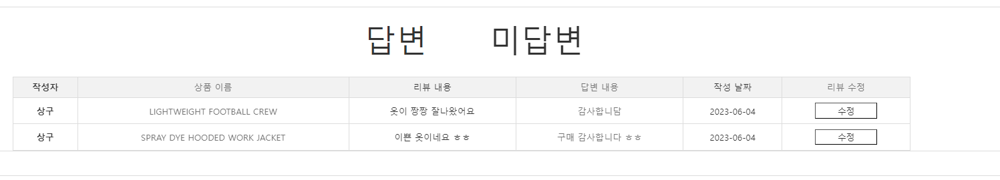 답변 미답변
작성자 상품 이름 리뷰 내용 답변 내용 작성 날짜 리뷰 수정
상구 LIGHTWEIGHT FOOTBALL CREW 옷이 짱짱 잘나왔어요 감사합니담 2023-06-04 수정
상구 SPRAY DYE HOODED WORK JACKET 이쁜 옷이네요 ㅎㅎ 구매 감사합니다 ㅎㅎ 2023-06-04 수정